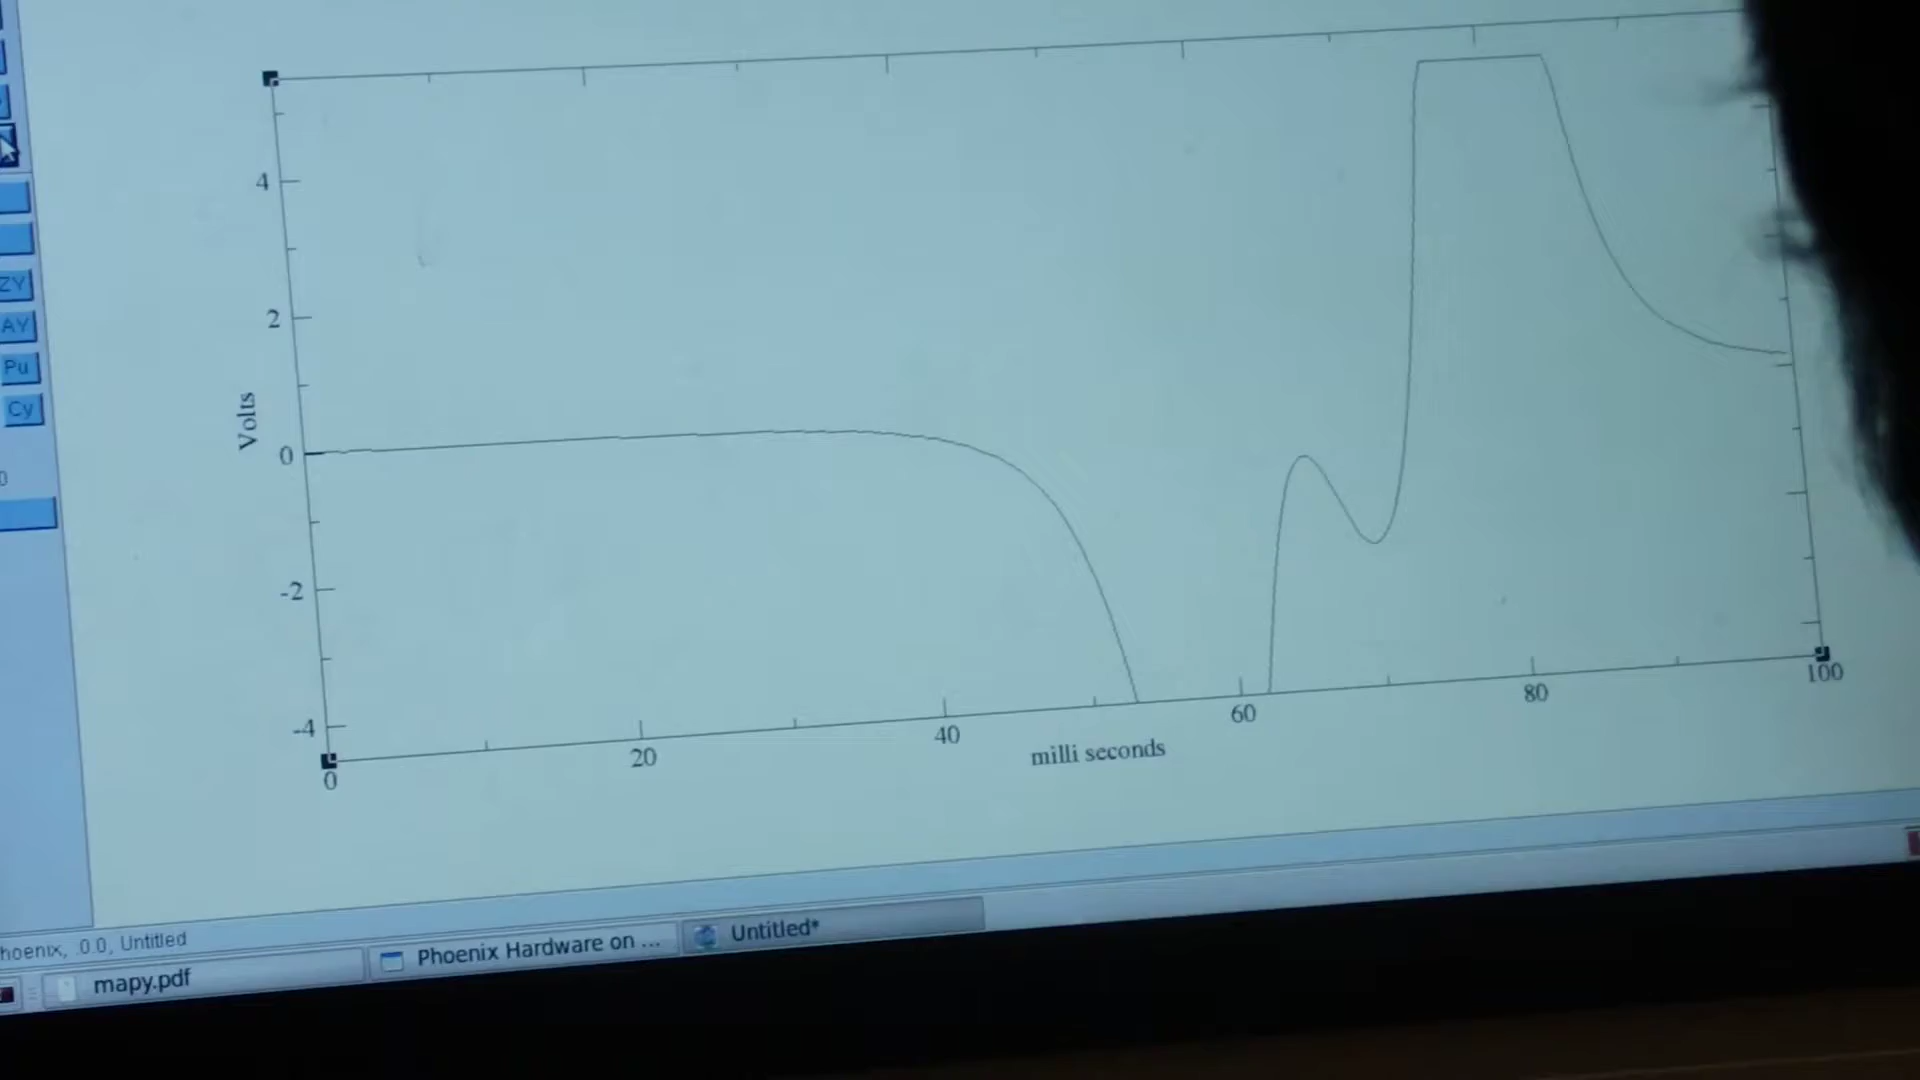 ZY
AY
Pu
Cy
0
4
2
0
-2
-4
Volts
0
20
40
60
80
100
milli seconds
hoenix, .0.0, Untitled
mapy.pdf
Phoenix Hardware on ...
Untitled*